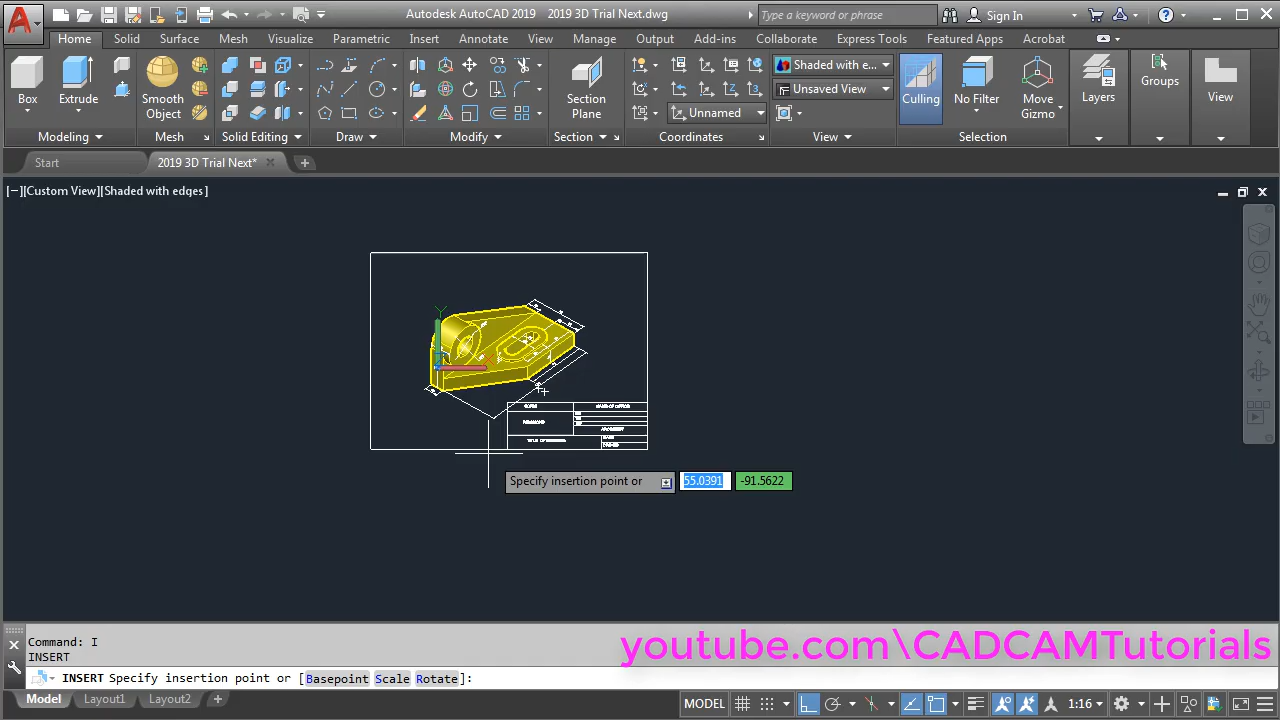 Autodesk AutoCAD 2019 2019 3D Trial Next.dwg
Type a keyword or phrase
Sign In
Home Solid Surface Mesh Visualize Parametric Insert Annotate View Manage Output Add-ins Collaborate Express Tools Featured Apps Acrobat
Box
Extrude
Smooth
Object
Section
Plane
Shaded with e...
Unsaved View
Unnamed
Culling
No Filter
Move
Gizmo
Layers
Groups
View
Modeling
Mesh
Solid Editing
Draw
Modify
Section
Coordinates
View
Selection
Start
2019 3D Trial Next*
[−][Custom View][Shaded with edges]
Y
Specify insertion point or
55.0391
-91.5622
Command: I
INSERT
INSERT Specify insertion point or [Basepoint Scale Rotate]:
youtube.com\CADCAMTutorials
Model
Layout1
Layout2
MODEL
1:16